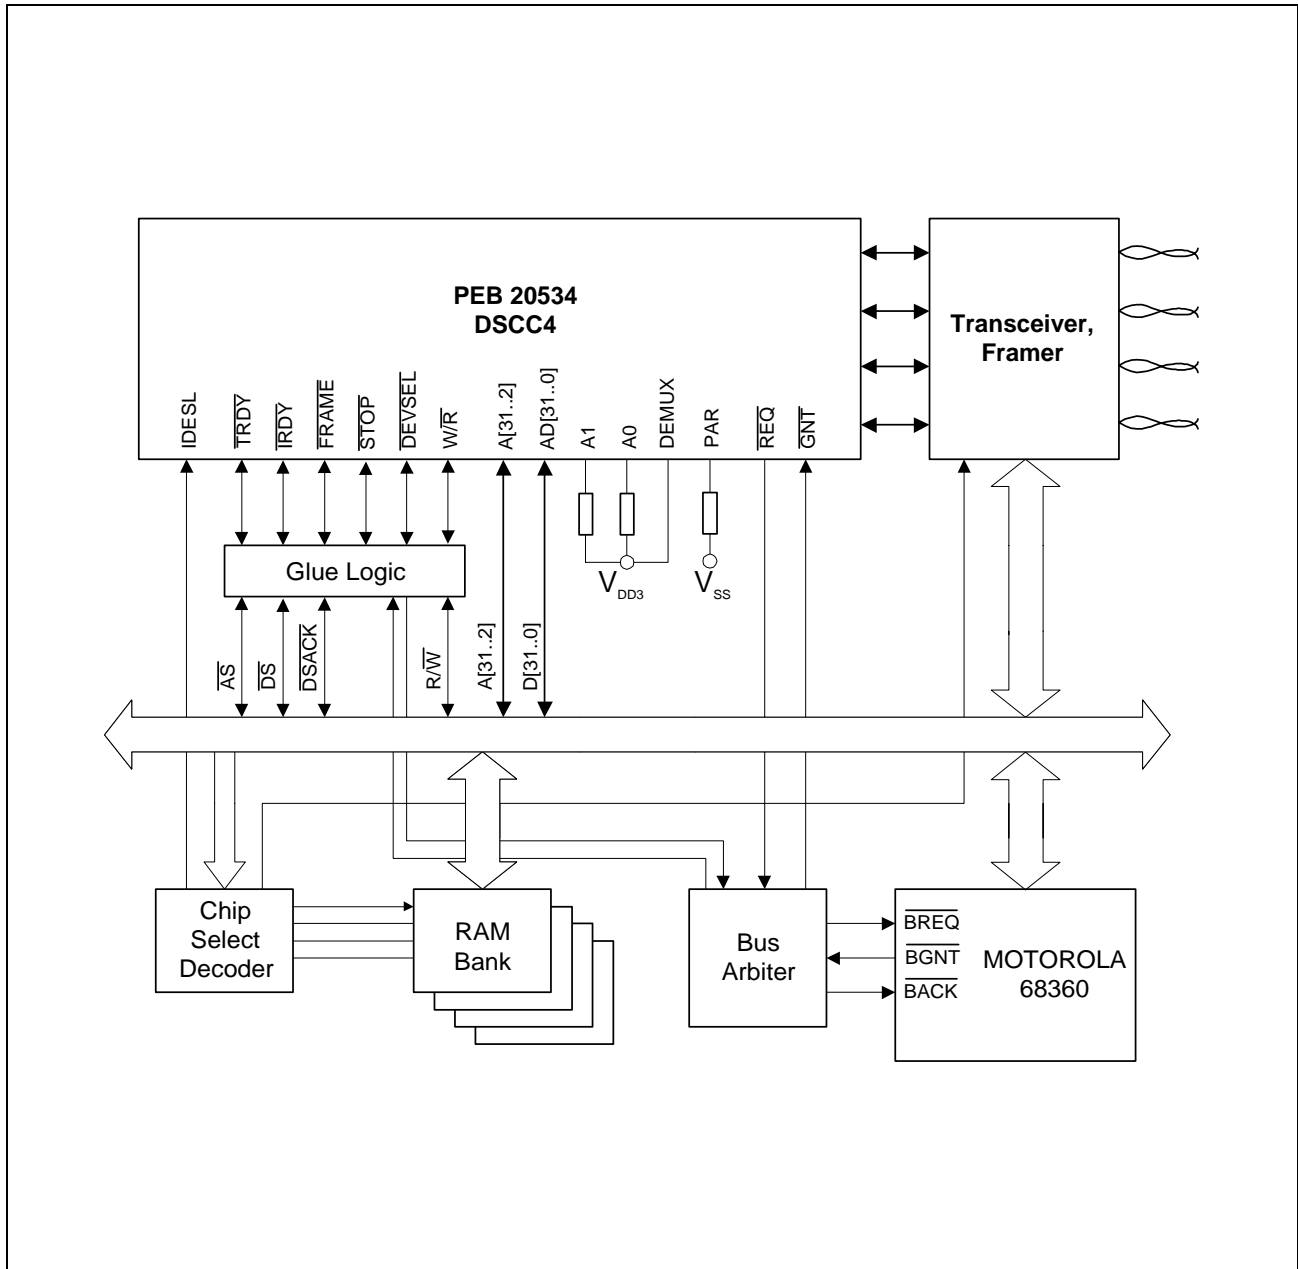 PEB 20534
DSCC4
Transceiver,
Framer
IDESL
TRDY
IRDY
FRAME
STOP
DEVSEL
W/R
A[31..2]
AD[31..0]
A1
A0
DEMUX
PAR
REQ
GNT
Glue Logic
VDD3
VSS
AS
DS
DSACK
R/W
A[31..2]
D[31..0]
Chip
Select
Decoder
RAM
Bank
Bus
Arbiter
BREQ
BGNT
BACK
MOTOROLA
68360